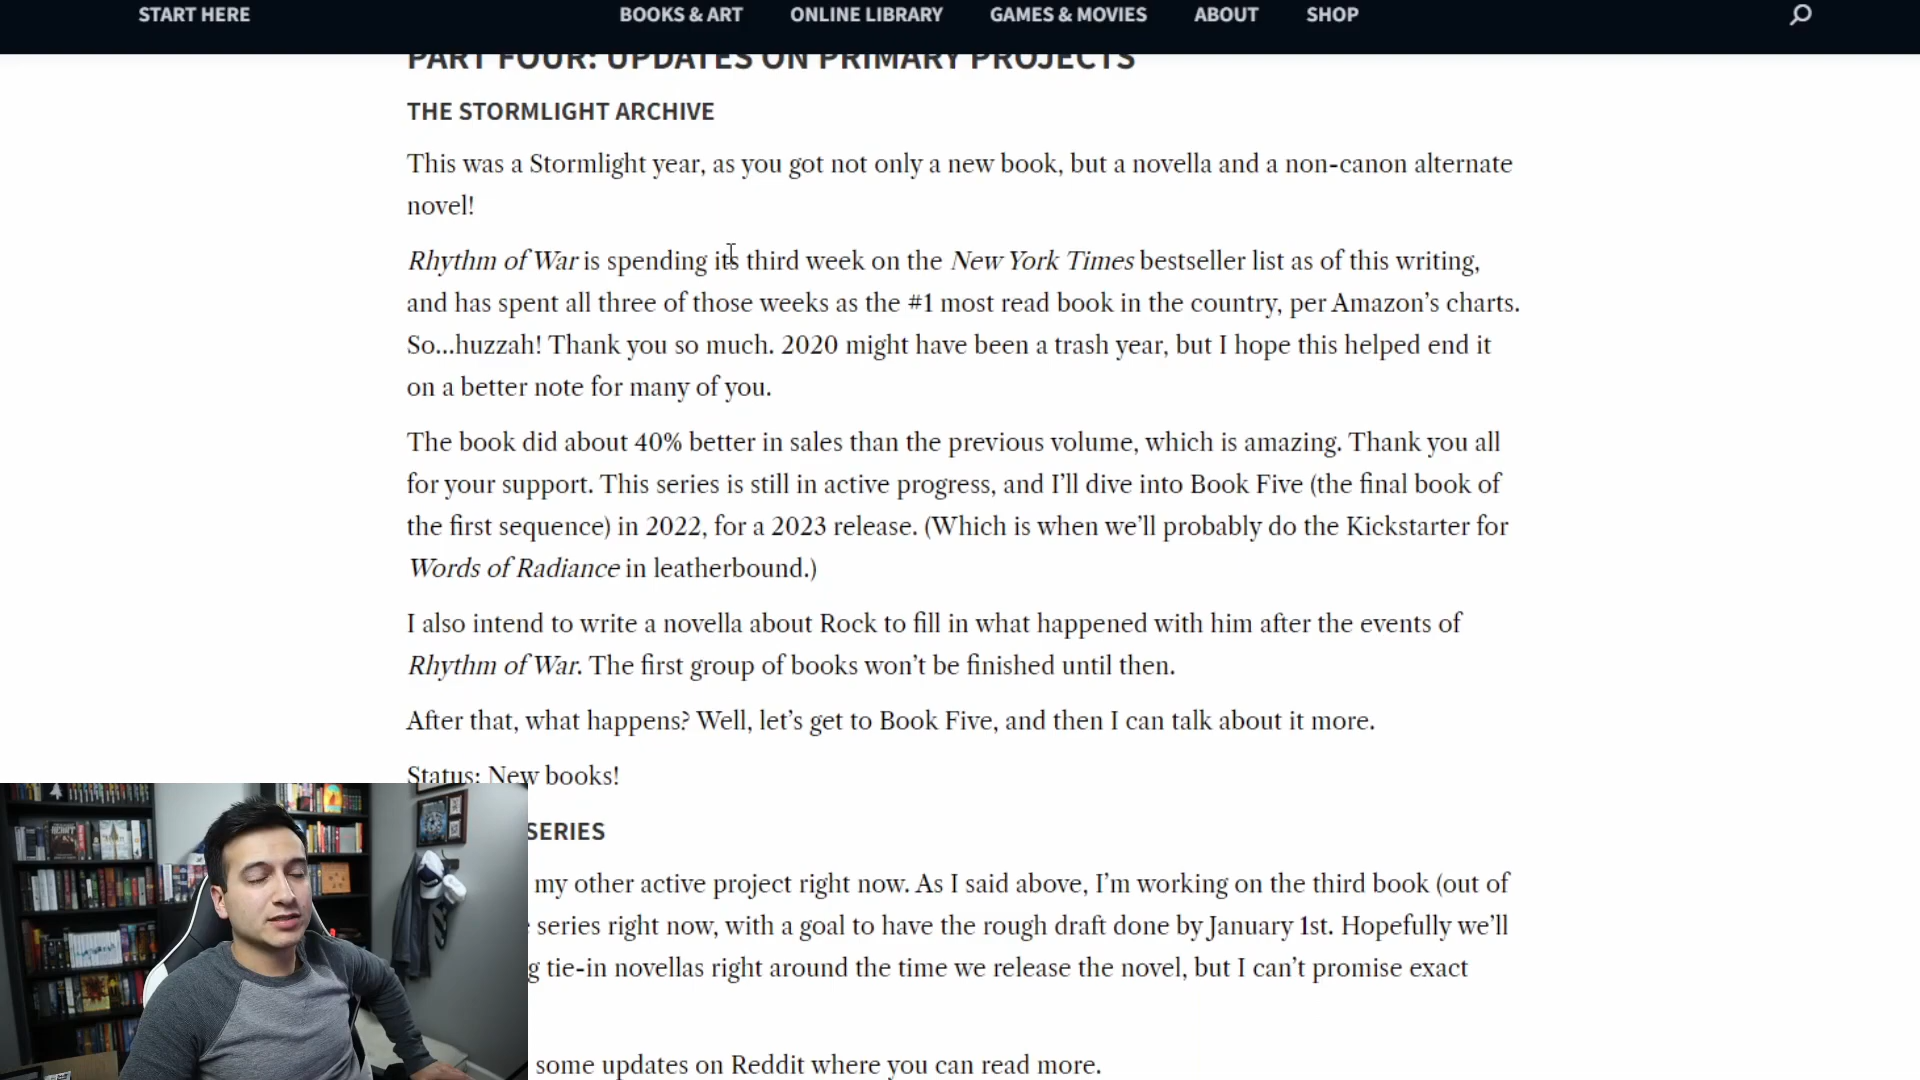 START HERE BOOKS & ART ONLINE LIBRARY GAMES & MOVIES ABOUT SHOP
PART FOUR: UPDATES ON PRIMARY PROJECTS
THE STORMLIGHT ARCHIVE
This was a Stormlight year, as you got not only a new book, but a novella and a non-canon alternate
novel!
Rhythm of War is spending its third week on the New York Times bestseller list as of this writing,
and has spent all three of those weeks as the #1 most read book in the country, per Amazon’s charts.
So…huzzah! Thank you so much. 2020 might have been a trash year, but I hope this helped end it
on a better note for many of you.
The book did about 40% better in sales than the previous volume, which is amazing. Thank you all
for your support. This series is still in active progress, and I’ll dive into Book Five (the final book of
the first sequence) in 2022, for a 2023 release. (Which is when we’ll probably do the Kickstarter for
Words of Radiance in leatherbound.)
I also intend to write a novella about Rock to fill in what happened with him after the events of
Rhythm of War. The first group of books won’t be finished until then.
After that, what happens? Well, let’s get to Book Five, and then I can talk about it more.
Status: New books!
SERIES
my other active project right now. As I said above, I’m working on the third book (out of
series right now, with a goal to have the rough draft done by January 1st. Hopefully we’ll
tie-in novellas right around the time we release the novel, but I can’t promise exact
some updates on Reddit where you can read more.